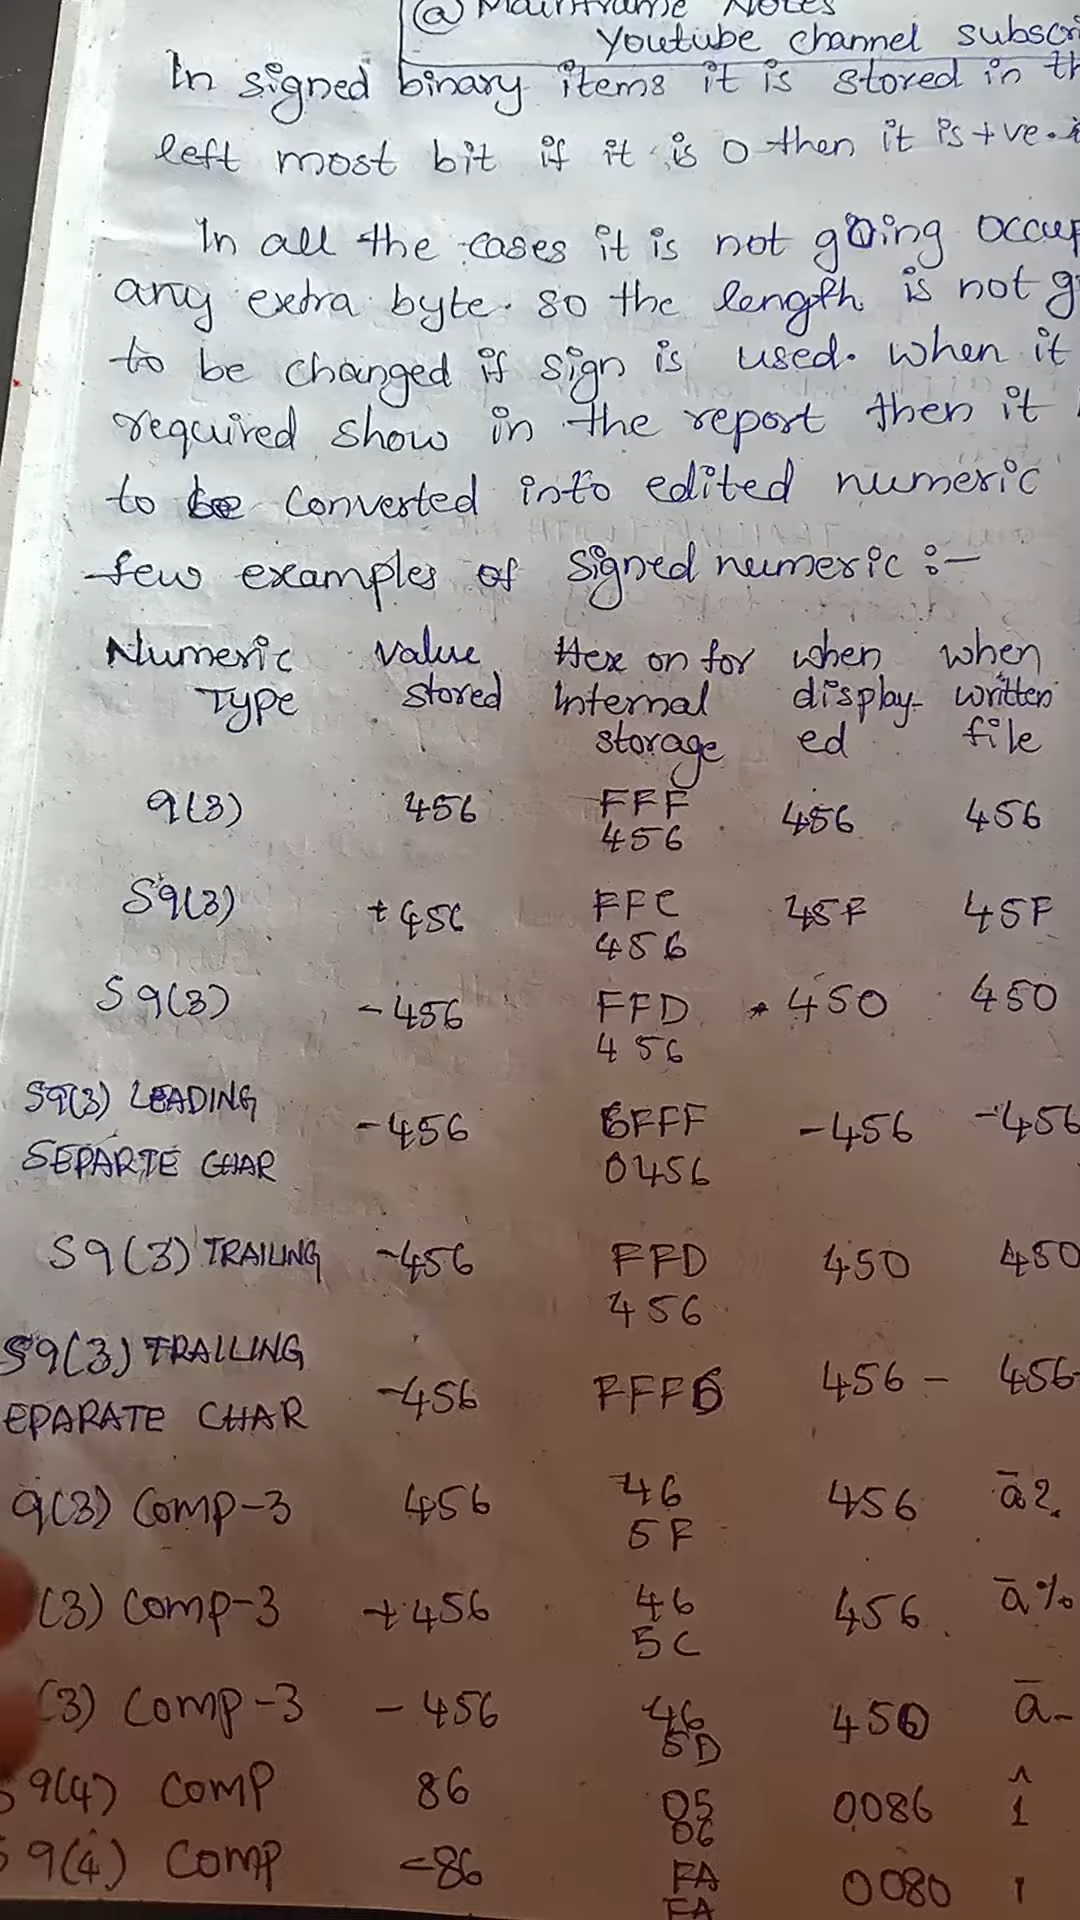 @ Mainframe Notes
Youtube channel
In signed binary items it is stored in
left most bit if it is 0 then it is +ve.
In all the cases it is not going
any extra byte. so the length is not
to be changed if sign is used. when it
required show in the report then it
to be converted into edited numeric
few examples of signed numeric :-
Numeric value Hex on for when when
Type stored Internal display- written
storage ed file
9(3) 456 FFF 456 456
456
S9(3) +456 FFC 45F 45F
456
S9(3) -456 FFD 450 450
456
S9(3) LEADING -456 6FFF -456 -456
SEPARTE CHAR 0456
S9(3) TRAILING -456 FFD 450 450
456
S9(3) TRAILING -456 FFF6 456- 456-
EPARATE CHAR
9(3) Comp-3 456 46 456 ā?
5F
(3) Comp-3 +456 46 456 ā%
5C
(3) Comp-3 -456 46 450 ā-
5D
9(4) COMP 86 05 0086 î
06
9(4) COMP -86 FA 0080 1
FA